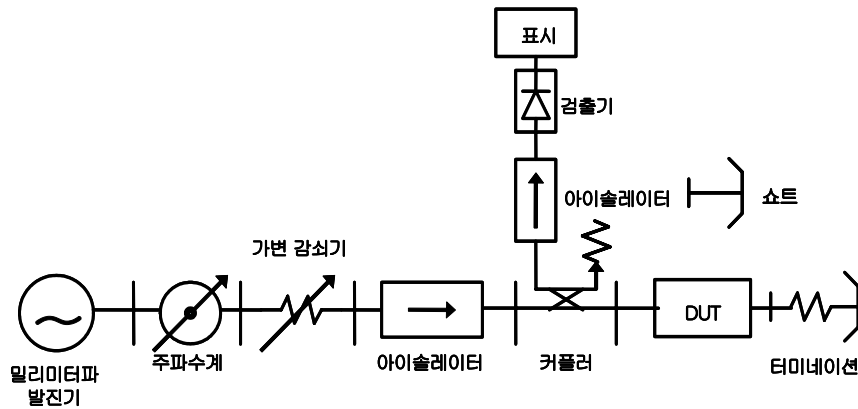 표시
검출기
아이솔레이터
쇼트
가변 감쇠기
DUT
주파수계
아이솔레이터
커플러
터미네이션
밀리미터파
발진기